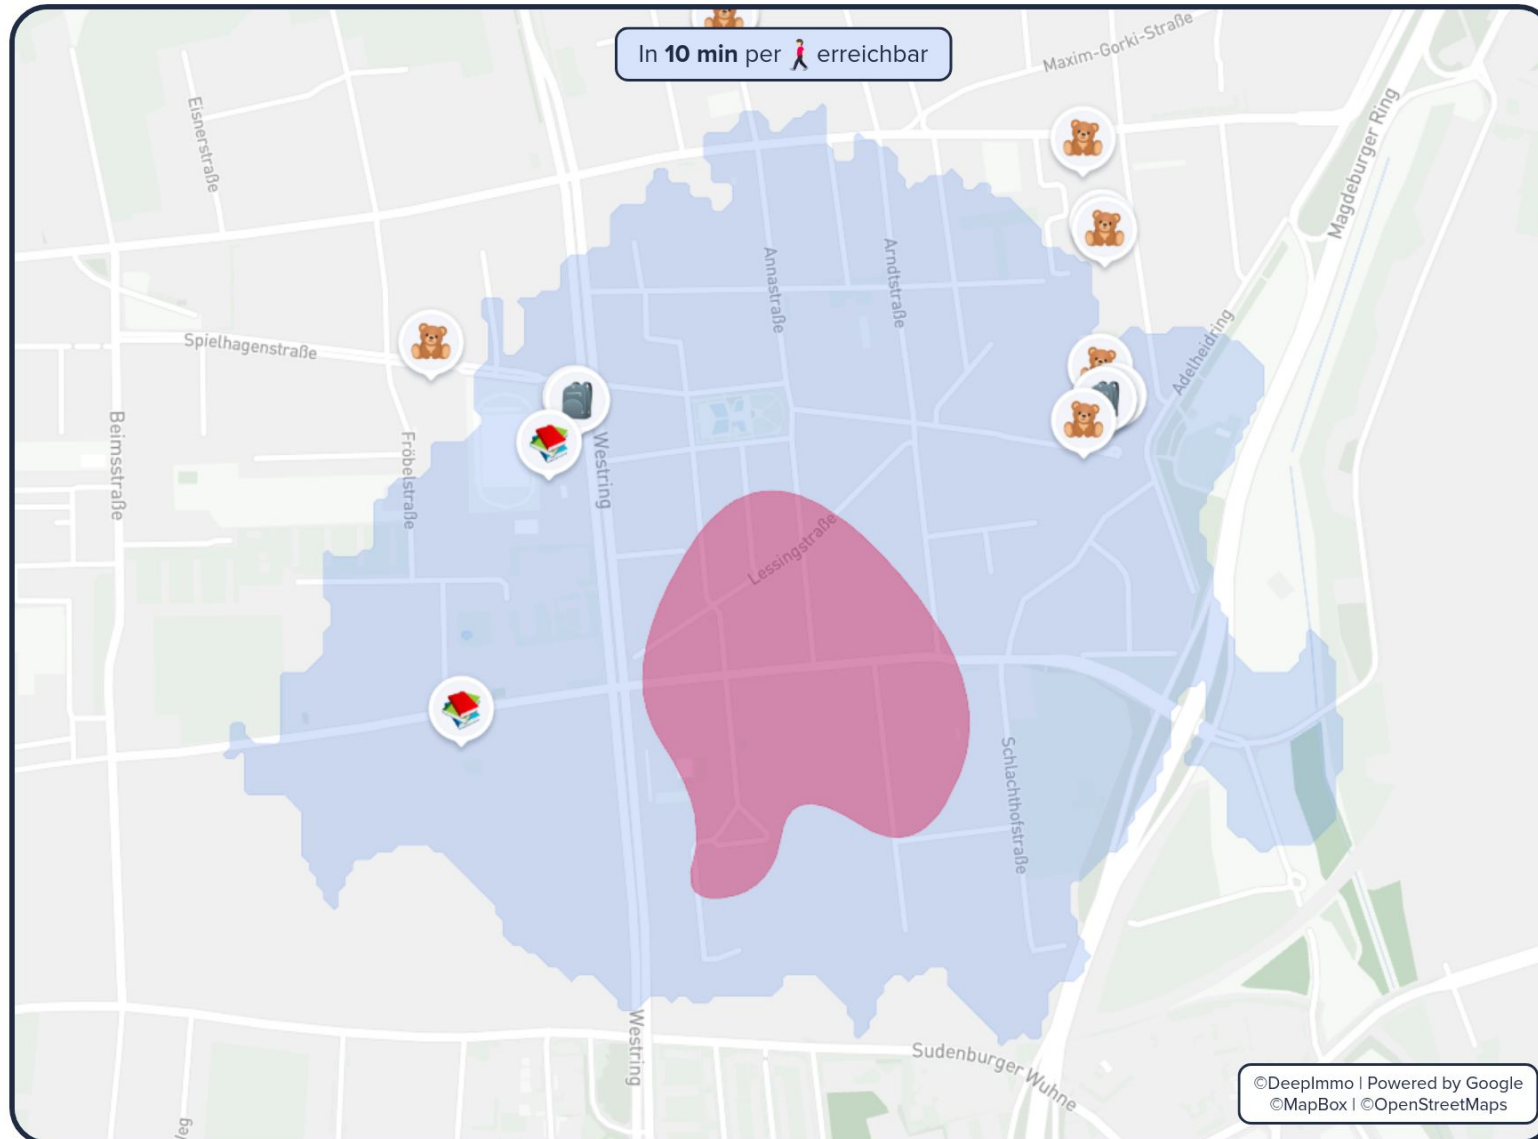 In 10 min per erreichbar
Maxim-Gorki-Straße
Magdeburger Ring
Eisnerstraße
Annastraße
Arndtstraße
Adelheidring
Spielhagenstraße
Beimsstraße
Fröbelstraße
Westring
Lessingstraße
Schlachthofstraße
Westring
Sudenburger Wuhne
©DeepImmo | Powered by Google
©MapBox | ©OpenStreetMaps